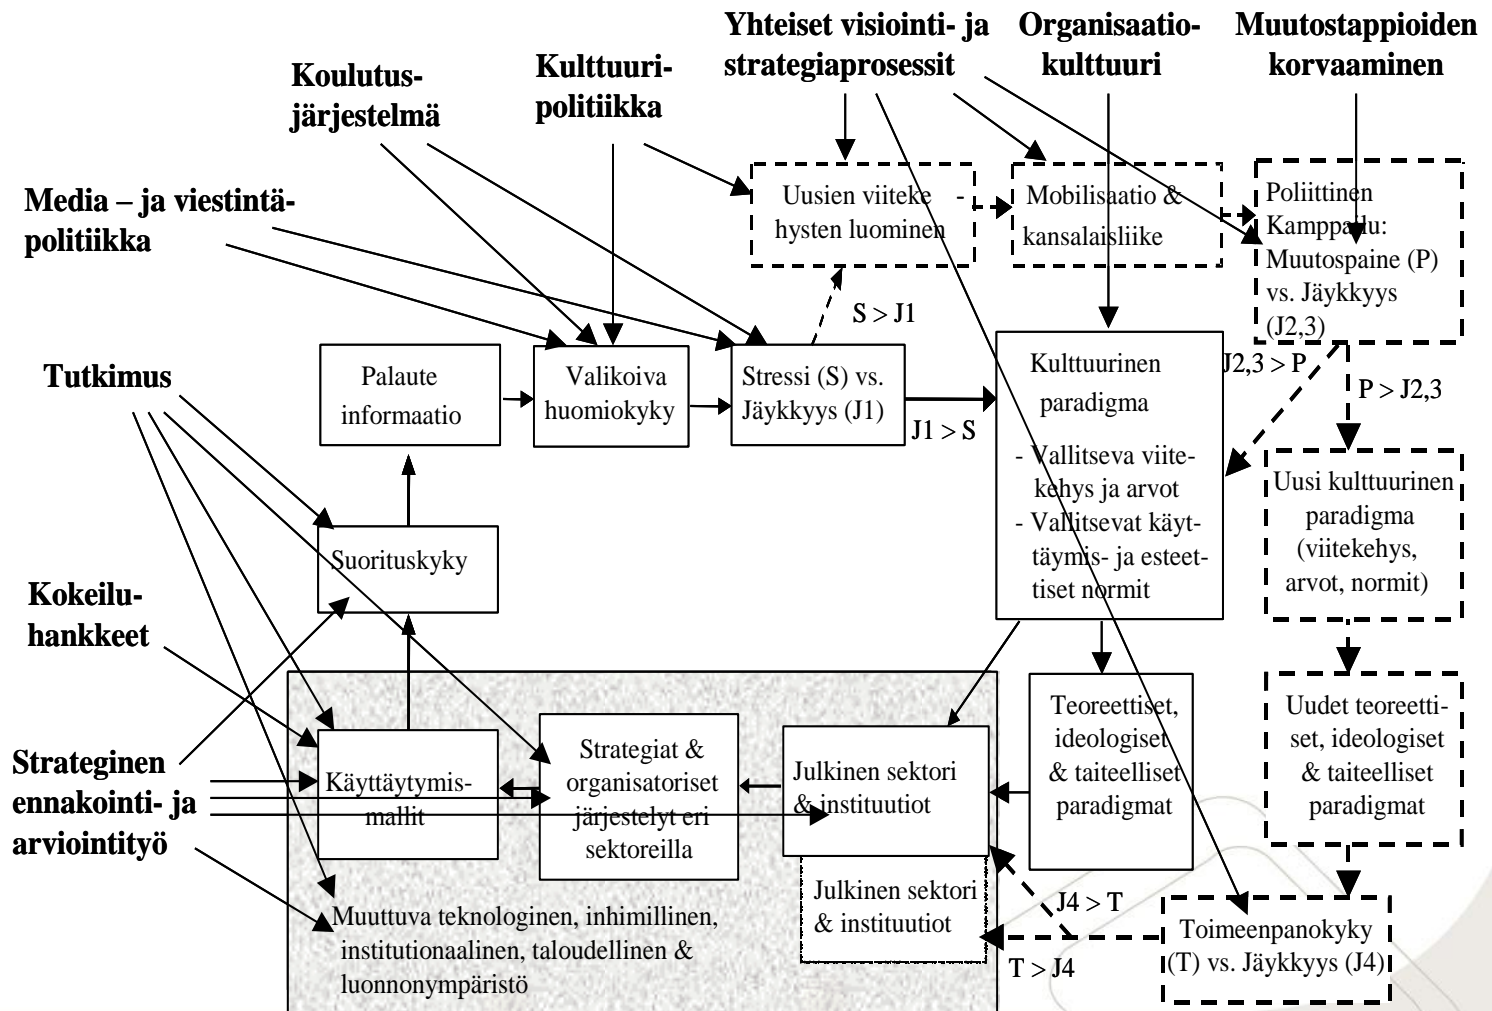 Yhteiset visiointi- ja
strategiaprosessit
Organisaatio-
kulttuuri
Muutostappioiden
korvaaminen
Kulttuuri-
politiikka
Koulutus-
järjestelmä
Media – ja viestintä-
politiikka
Uusien viiteke -
hysten luominen
Mobilisaatio &
kansalaisliike
Poliittinen
Kamppailu:
Muutospaine (P)
vs. Jäykkyys
(J2,3)
S > J1
Tutkimus
Palaute
informaatio
Valikoiva
huomiokyky
Stressi (S) vs.
Jäykkyys (J1)
J1 > S
Kulttuurinen
paradigma
- Vallitseva viite-
kehys ja arvot
- Vallitsevat käyt-
täymis- ja esteet-
tiset normit
J2,3 > P
P > J2,3
Uusi kulttuurinen
paradigma
(viitekehys,
arvot, normit)
Suorituskyky
Kokeilu-
hankkeet
Strateginen
ennakointi- ja
arviointityö
Käyttäytymis-
mallit
Strategiat &
organisatoriset
järjestelyt eri
sektoreilla
Julkinen sektori
& instituutiot
Teoreettiset,
ideologiset
& taiteelliset
paradigmat
Uudet teoreetti-
set, ideologiset
& taiteelliset
paradigmat
Julkinen sektori
& instituutiot
J4 > T
T > J4
Toimeenpanokyky
(T) vs. Jäykkyys (J4)
Muuttuva teknologinen, inhimillinen,
institutionaalinen, taloudellinen &
luonnonympäristö